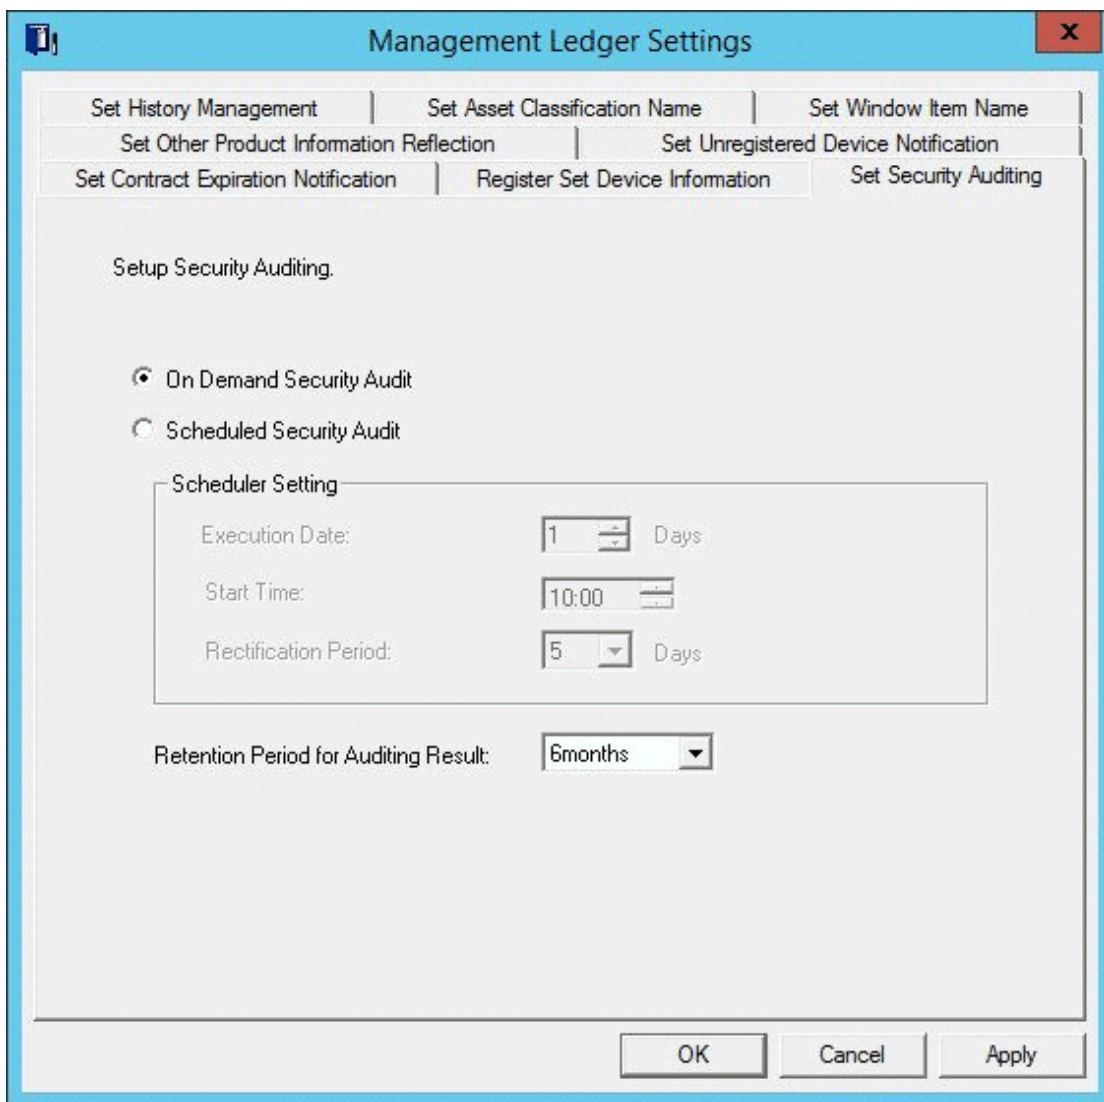 Management Ledger Settings
x
Set History Management
Set Asset Classification Name
Set Window Item Name
Set Other Product Information Reflection
Set Unregistered Device Notification
Set Contract Expiration Notification
Register Set Device Information
Set Security Auditing
Setup Security Auditing.
On Demand Security Audit
Scheduled Security Audit
Scheduler Setting
Execution Date: 1 Days
Start Time: 10:00
Rectification Period: 5 Days
Retention Period for Auditing Result: 6months
OK Cancel Apply